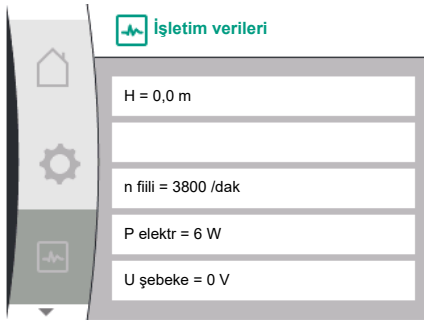 İşletim verileri
H = 0,0 m
n fiili = 3800 /dak
P elektr = 6 W
U şebeke = 0 V